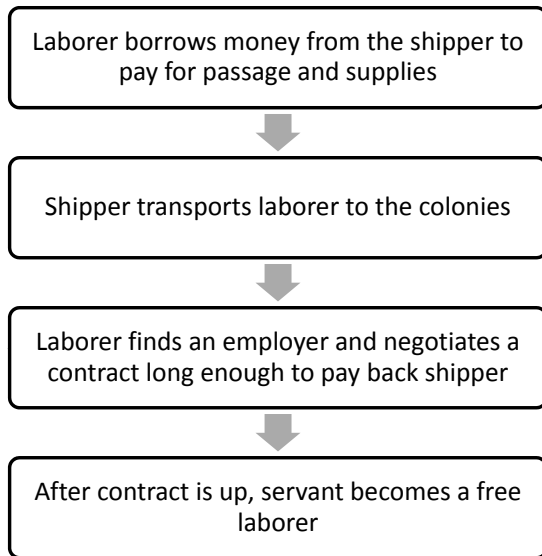 Laborer borrows money from the shipper to
pay for passage and supplies
Shipper transports laborer to the colonies
Laborer finds an employer and negotiates a
contract long enough to pay back shipper
After contract is up, servant becomes a free
laborer